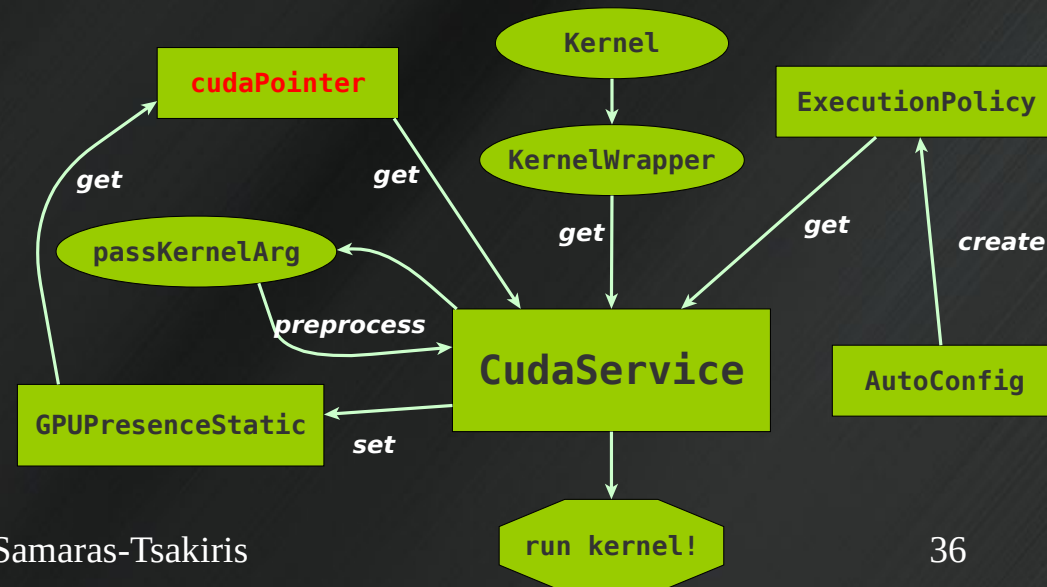 Kernel
cudaPointer
ExecutionPolicy
KernelWrapper
get
get
get
get
create
passKernelArg
preprocess
CudaService
AutoConfig
GPUPresenceStatic
set
run kernel!
Samaras-Tsakiris
36